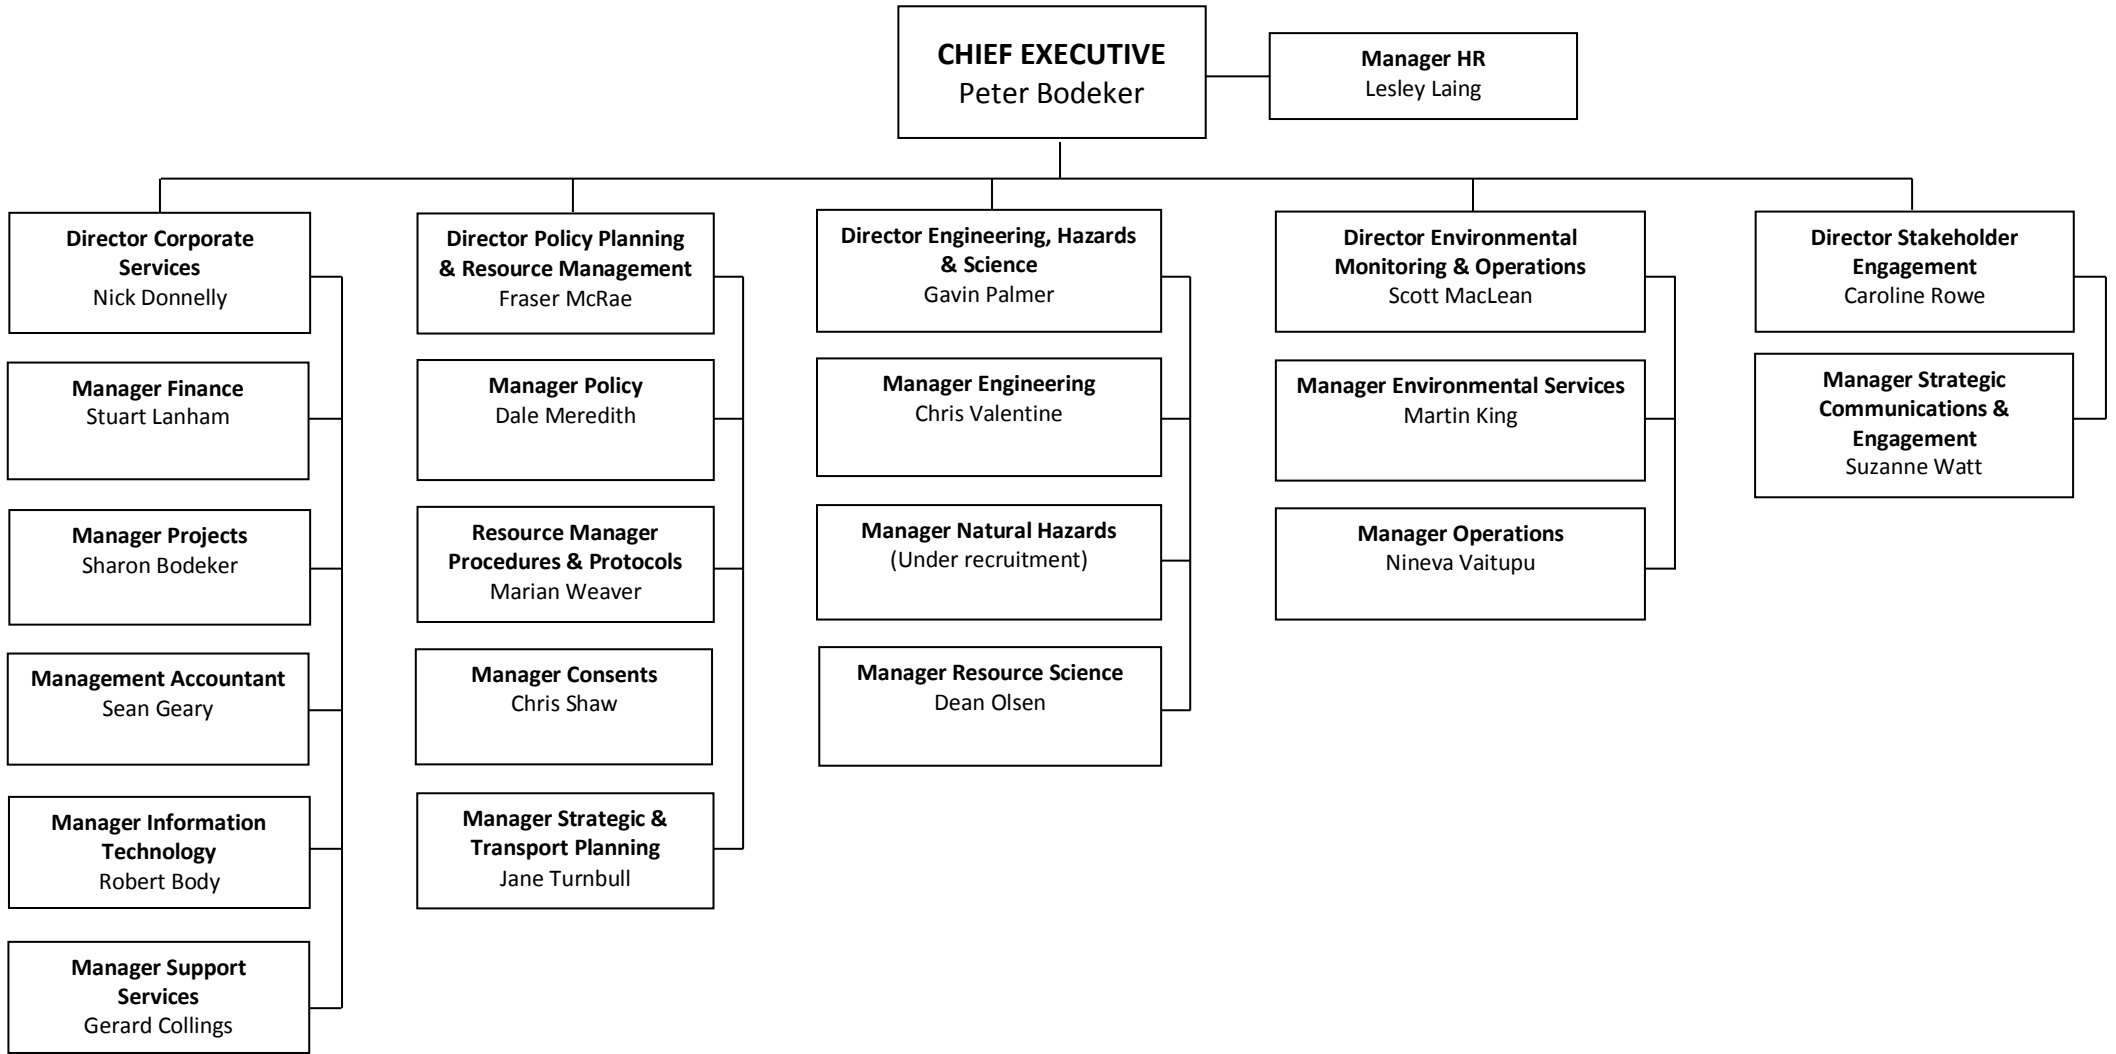 CHIEF EXECUTIVE
Peter Bodeker
Manager HR
Lesley Laing
Director Corporate
Services
Nick Donnelly
Manager Finance
Stuart Lanham
Manager Projects
Sharon Bodeker
Management Accountant
Sean Geary
Manager Information
Technology
Robert Body
Manager Support
Services
Gerard Collings
Director Policy Planning
& Resource Management
Fraser McRae
Manager Policy
Dale Meredith
Resource Manager
Procedures & Protocols
Marian Weaver
Manager Consents
Chris Shaw
Manager Strategic &
Transport Planning
Jane Turnbull
Director Engineering, Hazards
& Science
Gavin Palmer
Manager Engineering
Chris Valentine
Manager Natural Hazards
(Under recruitment)
Manager Resource Science
Dean Olsen
Director Environmental
Monitoring & Operations
Scott MacLean
Manager Environmental Services
Martin King
Manager Operations
Nineva Vaitupu
Director Stakeholder
Engagement
Caroline Rowe
Manager Strategic
Communications &
Engagement
Suzanne Watt